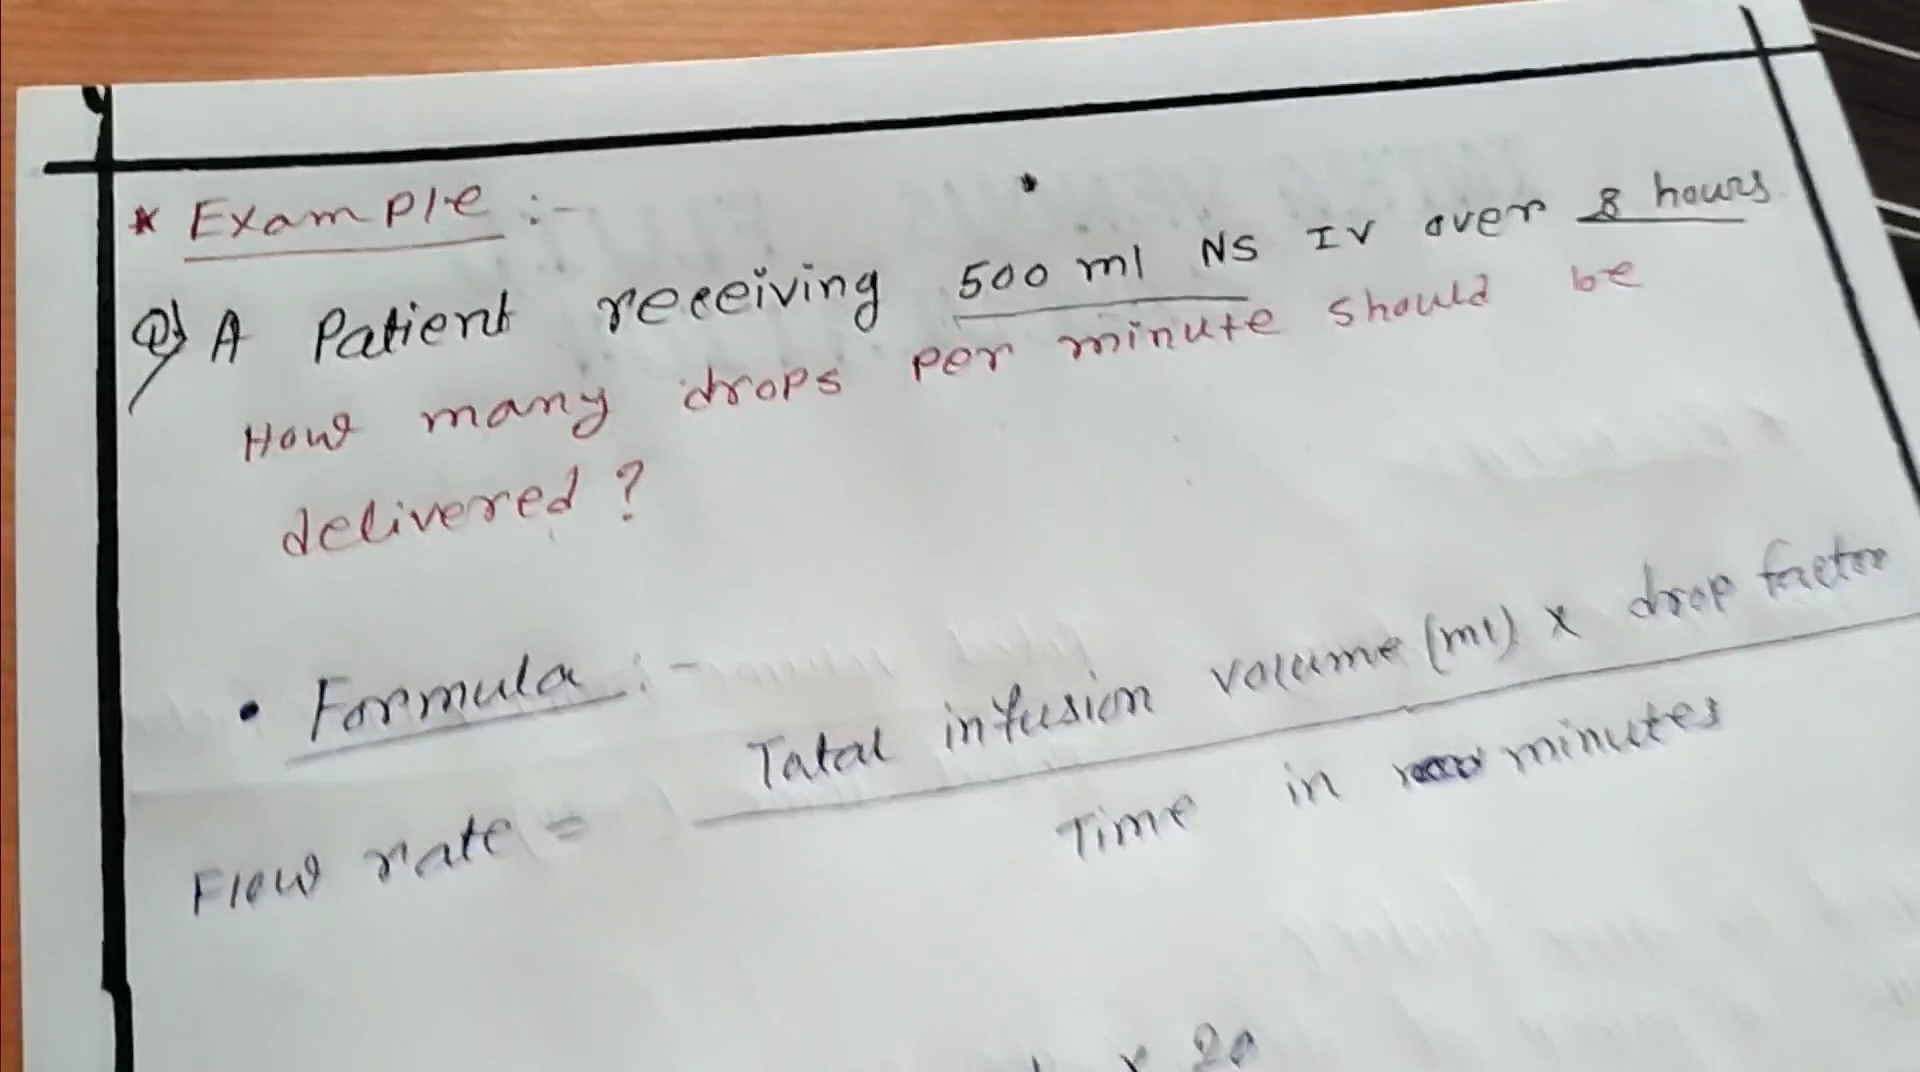 * Example :-
Q) A Patient receiving 500 ml NS IV over 8 hours
How many drops per minute should be
delivered ?
• Formula :-
Flow rate = Total infusion volume (ml) x drop factor
Time in minutes
x 20